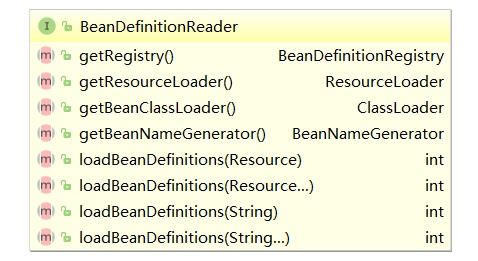 I BeanDefinitionReader
m getRegistry() BeanDefinitionRegistry
m getResourceLoader() ResourceLoader
m getBeanClassLoader() ClassLoader
m getBeanNameGenerator() BeanNameGenerator
m loadBeanDefinitions(Resource) int
m loadBeanDefinitions(Resource...) int
m loadBeanDefinitions(String) int
m loadBeanDefinitions(String...) int